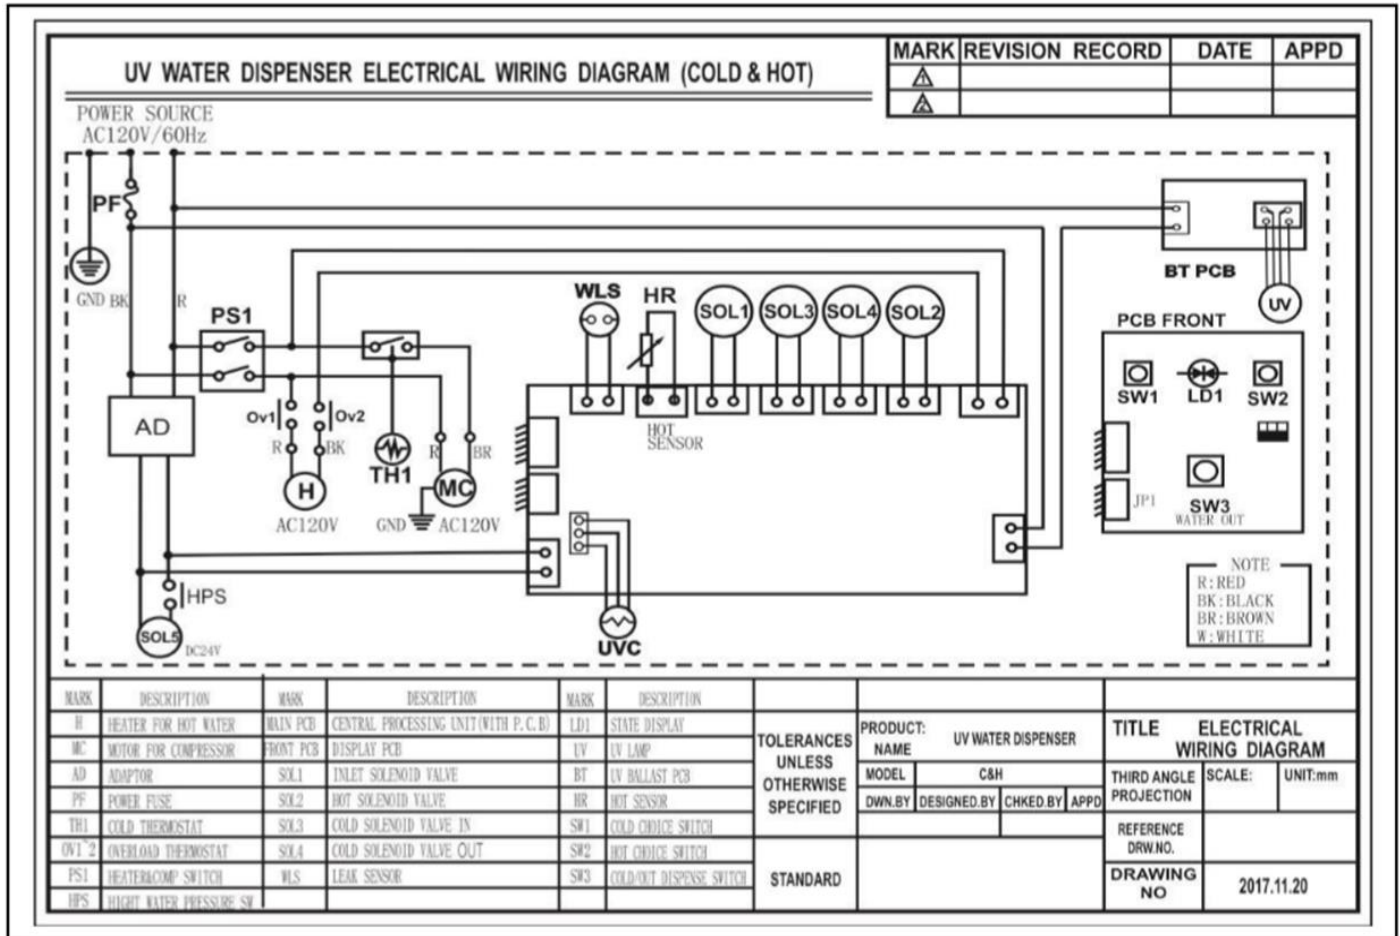 UV WATER DISPENSER ELECTRICAL WIRING DIAGRAM (COLD & HOT)
MARK REVISION RECORD DATE APPD
1
2
POWER SOURCE
AC120V/60Hz
PF
GND BK
R
PS1
AD
Ov1
Ov2
R
BK
H
AC120V
TH1
R
BR
MC
GND
AC120V
HPS
SOL5
DC24V
WLS
HR
SOL1
SOL3
SOL4
SOL2
HOT
SENSOR
UVC
BT PCB
UV
PCB FRONT
SW1
LD1
SW2
JP1
SW3
WATER OUT
NOTE
R:RED
BK:BLACK
BR:BROWN
W:WHITE
MARK DESCRIPTION MARK DESCRIPTION MARK DESCRIPTION
H HEATER FOR HOT WATER MAIN PCB CENTRAL PROCESSING UNIT(WITH P.C.B) LD1 STATE DISPLAY
MC MOTOR FOR COMPRESSOR FRONT PCB DISPLAY PCB UV UV LAMP
AD ADAPTOR SOL1 INLET SOLENOID VALVE BT UV BALLAST PCB
PF POWER FUSE SOL2 HOT SOLENOID VALVE HR HOT SENSOR
TH1 COLD THERMOSTAT SOL3 COLD SOLENOID VALVE IN SW1 COLD CHOICE SWITCH
OV1~2 OVERLOAD THERMOSTAT SOL4 COLD SOLENOID VALVE OUT SW2 HOT CHOICE SWITCH
PS1 HEATER&COMP SWITCH WLS LEAK SENSOR SW3 COLD/OUT DISPENSE SWITCH
HPS HIGHT WATER PRESSURE SW
TOLERANCES
UNLESS
OTHERWISE
SPECIFIED
STANDARD
PRODUCT:
NAME
UV WATER DISPENSER
MODEL C&H
DWN.BY DESIGNED.BY CHKED.BY APPD
TITLE ELECTRICAL
WIRING DIAGRAM
THIRD ANGLE
PROJECTION
SCALE: UNIT:mm
REFERENCE
DRW.NO.
DRAWING
NO
2017.11.20